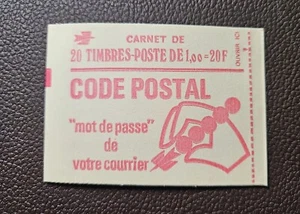 CARNET DE
20 TIMBRES-POSTE DE 1,00 = 20F
CODE POSTAL
"mot de passe"
de
votre courrier